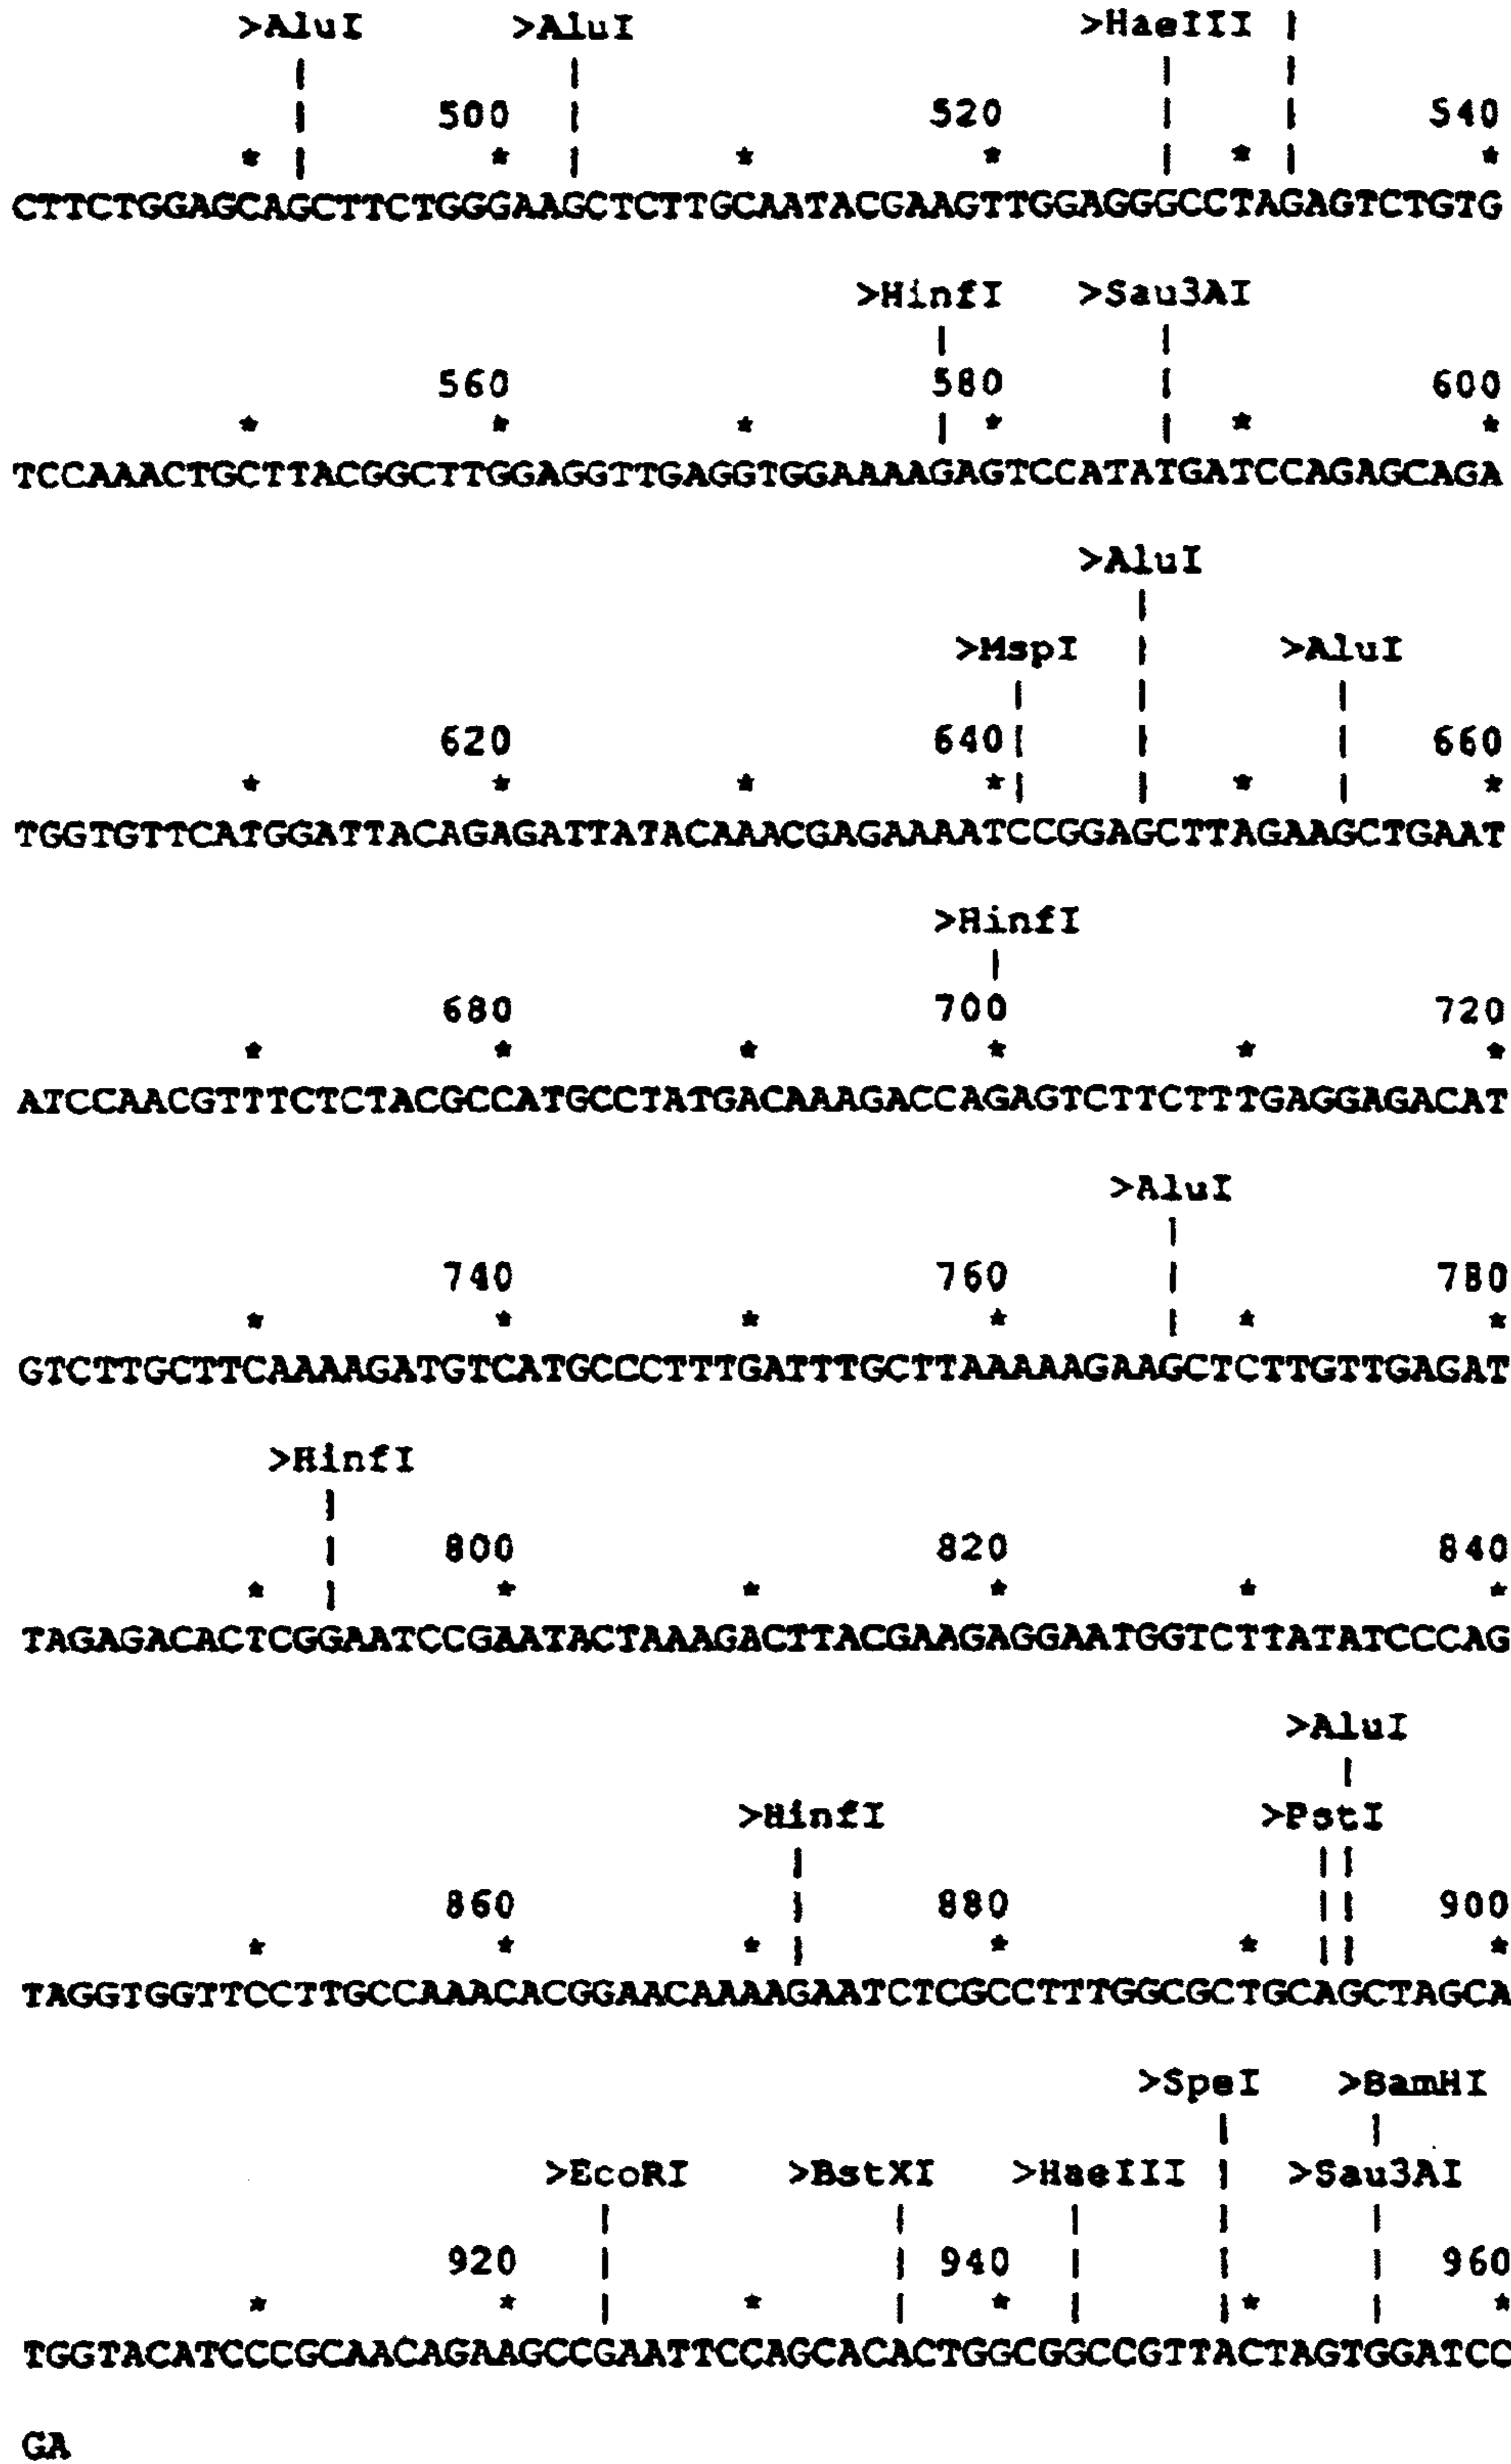 >AluI >AluI >HaeIII |
| | | |
| 500 | 520 | | 540
* | * | * * | * | *
CTTCTGGAGCAGCTTCTGGGAAGCTCTTGCAATACGAAGTTGGAGGGCCTAGAGTCTGTG
>HinfI >Sau3AI
| |
560 580 | 600
* * * | * | * *
TCCAAACTGCTTACGGCTTGGAGGTTGAGGTGGAAAAGAGTCCATATGATCCAGAGCAGA
>AluI
|
>MspI | >AluI
| | |
620 640| | | 660
* * * *| | * | *
TGGTGTTCATGGATTACAGAGATTATACAAACGAGAAAATCCGGAGCTTAGAAGCTGAAT
>HinfI
|
680 700 720
* * * * * *
ATCCAACGTTTCTCTACGCCATGCCTATGACAAAGACCAGAGTCTTCTTTGAGGAGACAT
>AluI
|
740 760 | 780
* * * * | * *
GTCTTGCTTCAAAAGATGTCATGCCCTTTGATTTGCTTAAAAAGAAGCTCTTGTTGAGAT
>HinfI
|
| 800 820 840
* | * * * * *
TAGAGACACTCGGAATCCGAATACTAAAGACTTACGAAGAGGAATGGTCTTATATCCCAG
>AluI
|
>HinfI >PstI
| ||
860 | 880 || 900
* * * | * * || *
TAGGTGGTTCCTTGCCAAACACGGAACAAAAGAATCTCGCCTTTGGCGCTGCAGCTAGCA
>SpeI >BamHI
| |
>EcoRI >BstXI >HaeIII | >Sau3AI
| | | | |
920 | | 940 | | | 960
* * | * | * | | * | *
TGGTACATCCCGCAACAGAAGCCGAATTCCAGCACACTGGCGGCCGTTACTAGTGGATCC
GA